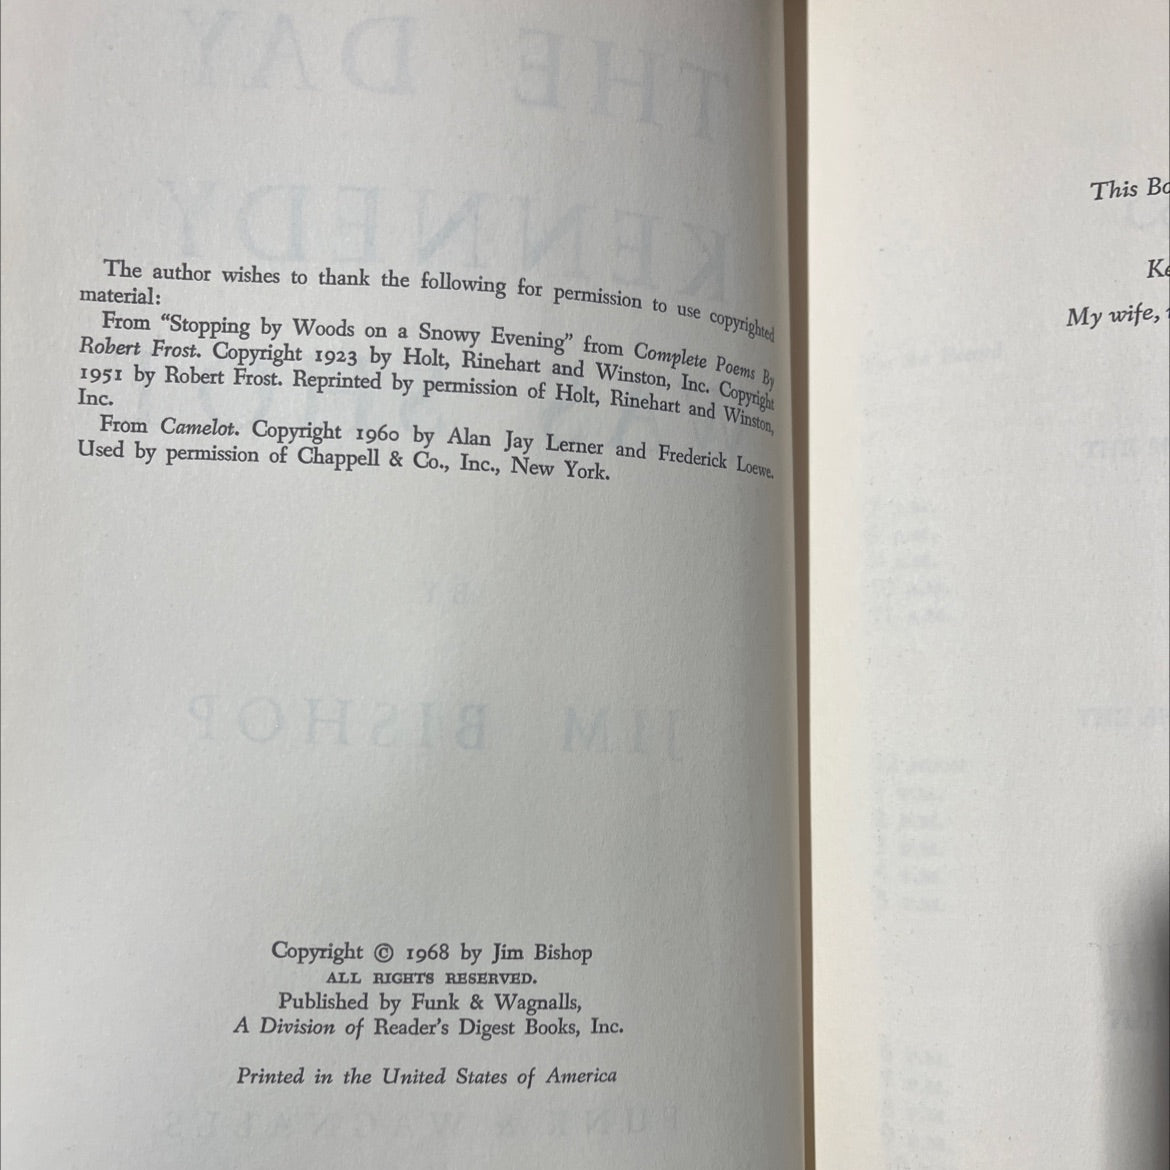 The author wishes to thank the following for permission to use copyrighted
material:
From “Stopping by Woods on a Snowy Evening” from Complete Poems By
Robert Frost. Copyright 1923 by Holt, Rinehart and Winston, Inc. Copyright
1951 by Robert Frost. Reprinted by permission of Holt, Rinehart and Winston,
Inc.
From Camelot. Copyright 1960 by Alan Jay Lerner and Frederick Loewe.
Used by permission of Chappell & Co., Inc., New York.
Copyright © 1968 by Jim Bishop
ALL RIGHTS RESERVED.
Published by Funk & Wagnalls,
A Division of Reader's Digest Books, Inc.
Printed in the United States of America
This Bo
Ke
My wife,